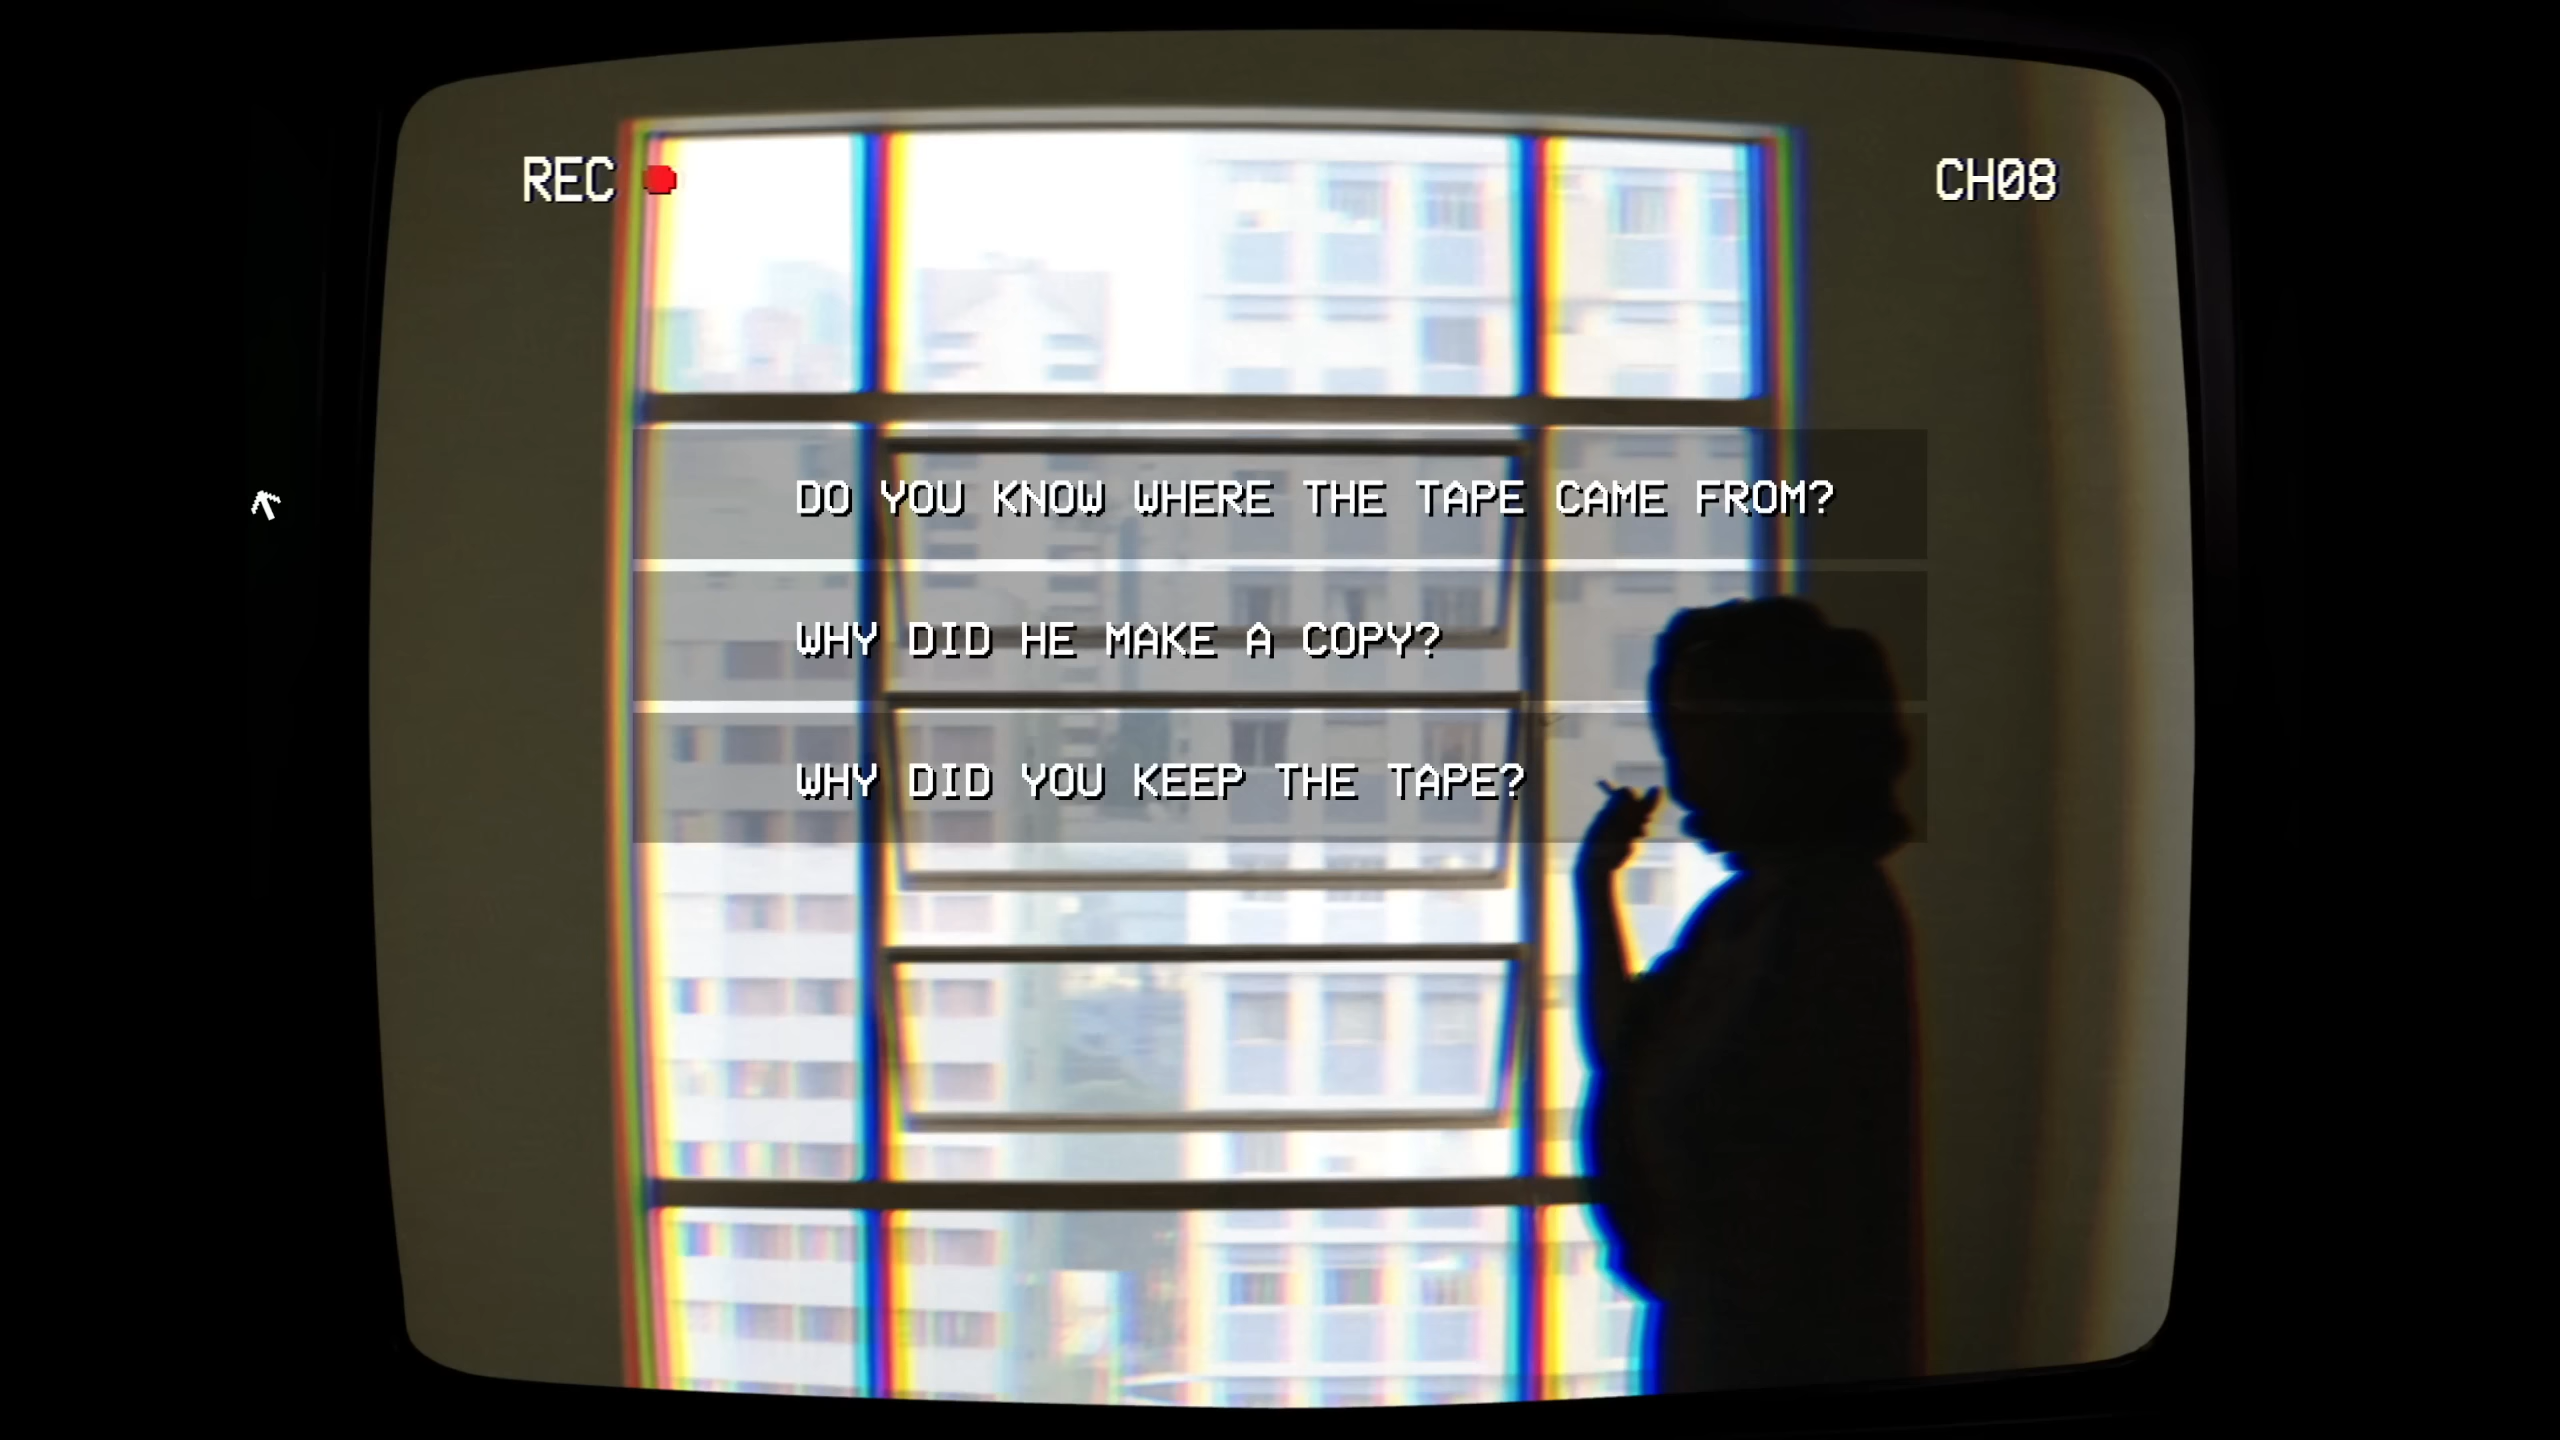 REC
CH08
DO YOU KNOW WHERE THE TAPE CAME FROM?
WHY DID HE MAKE A COPY?
WHY DID YOU KEEP THE TAPE?